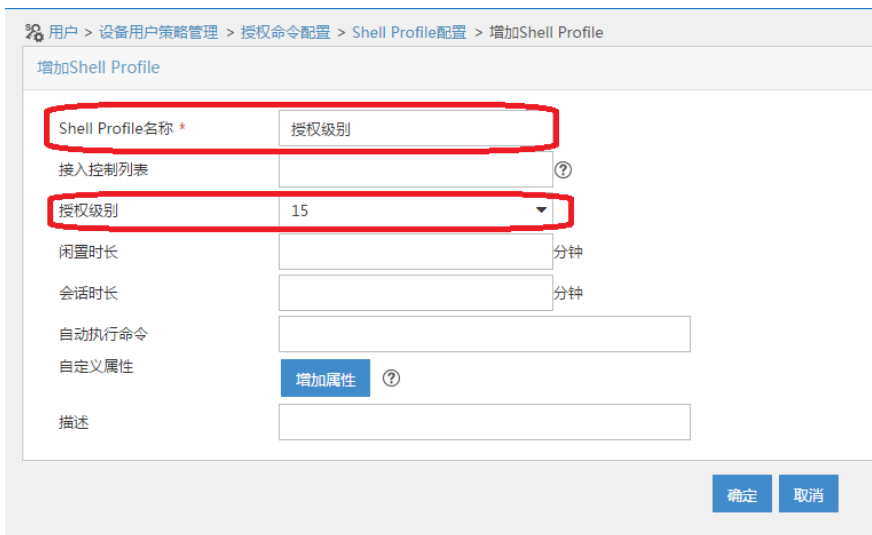 用户 > 设备用户策略管理 > 授权命令配置 > Shell Profile配置 > 增加Shell Profile
增加Shell Profile
Shell Profile名称 * 授权级别
接入控制列表 ?
授权级别 15
闲置时长 分钟
会话时长 分钟
自动执行命令
自定义属性 增加属性 ?
描述
确定 取消